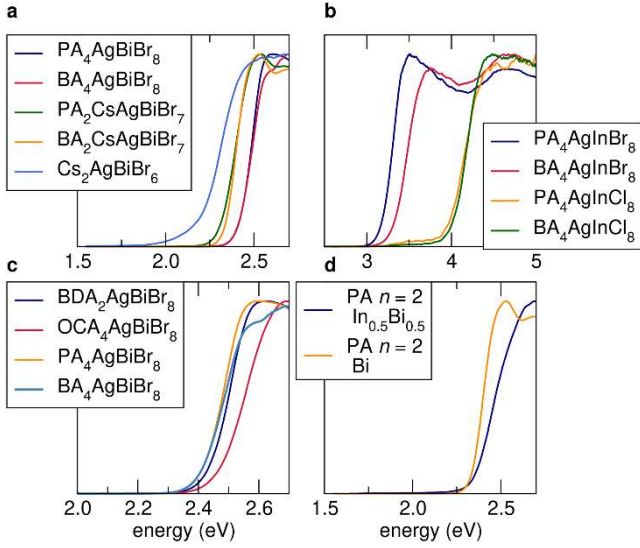 a
PA₄AgBiBr₈
BA₄AgBiBr₈
PA₂CsAgBiBr₇
BA₂CsAgBiBr₇
Cs₂AgBiBr₆
1.5 2.0 2.5
b
PA₄AgInBr₈
BA₄AgInBr₈
PA₄AgInCl₈
BA₄AgInCl₈
3 4 5
c
BDA₂AgBiBr₈
OCA₄AgBiBr₈
PA₄AgBiBr₈
BA₄AgBiBr₈
2.0 2.2 2.4 2.6
energy (eV)
d
PA n = 2
In₀.₅Bi₀.₅
PA n = 2
Bi
1.5 2.0 2.5
energy (eV)